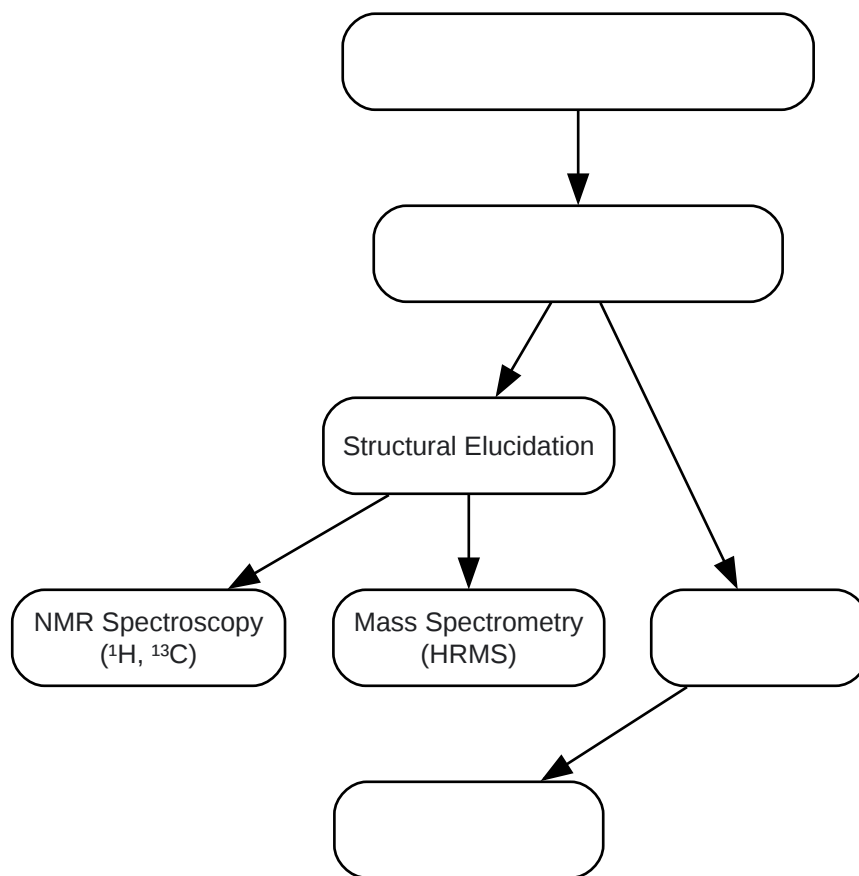 Structural Elucidation
NMR Spectroscopy
(¹H, ¹³C)
Mass Spectrometry
(HRMS)